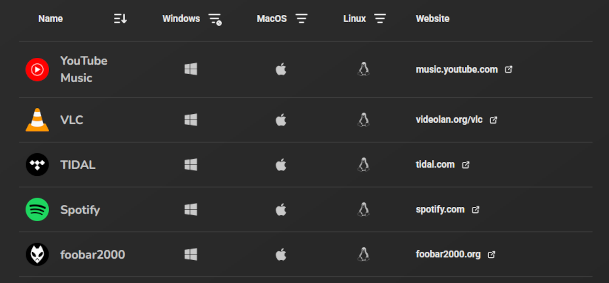 Name Windows MacOS Linux Website
YouTube
Music
music.youtube.com
VLC videolan.org/vlc
TIDAL tidal.com
Spotify spotify.com
foobar2000 foobar2000.org